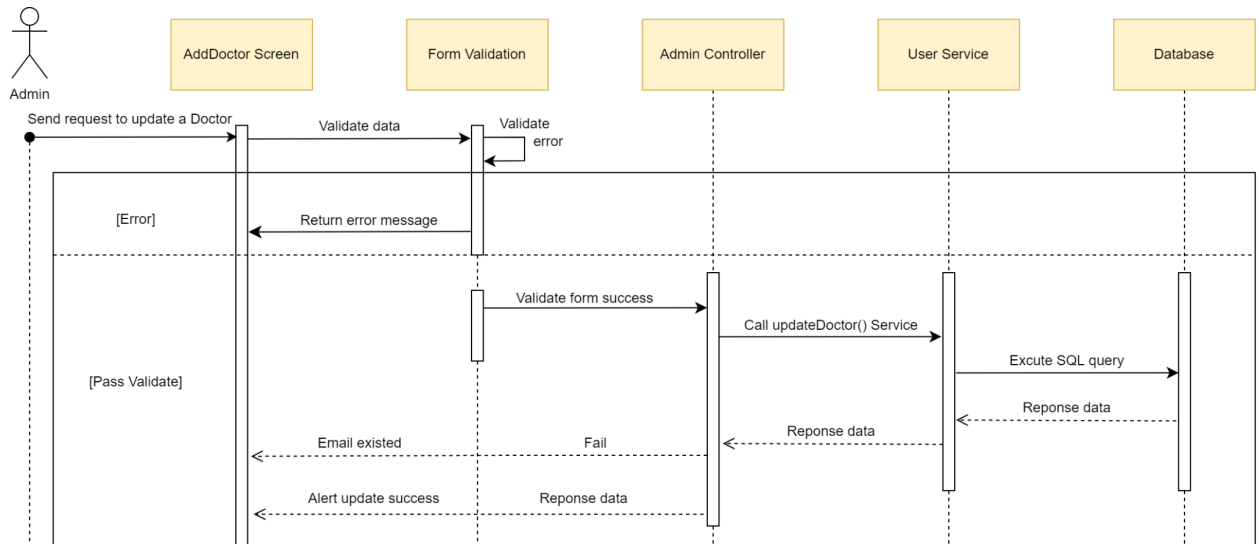 AddDoctor Screen
Form Validation
Admin Controller
User Service
Database
Admin
Send request to update a Doctor
Validate data
Validate
error
[Error]
Return error message
Validate form success
Call updateDoctor() Service
[Pass Validate]
Excute SQL query
Reponse data
Reponse data
Email existed
Fail
Alert update success
Reponse data